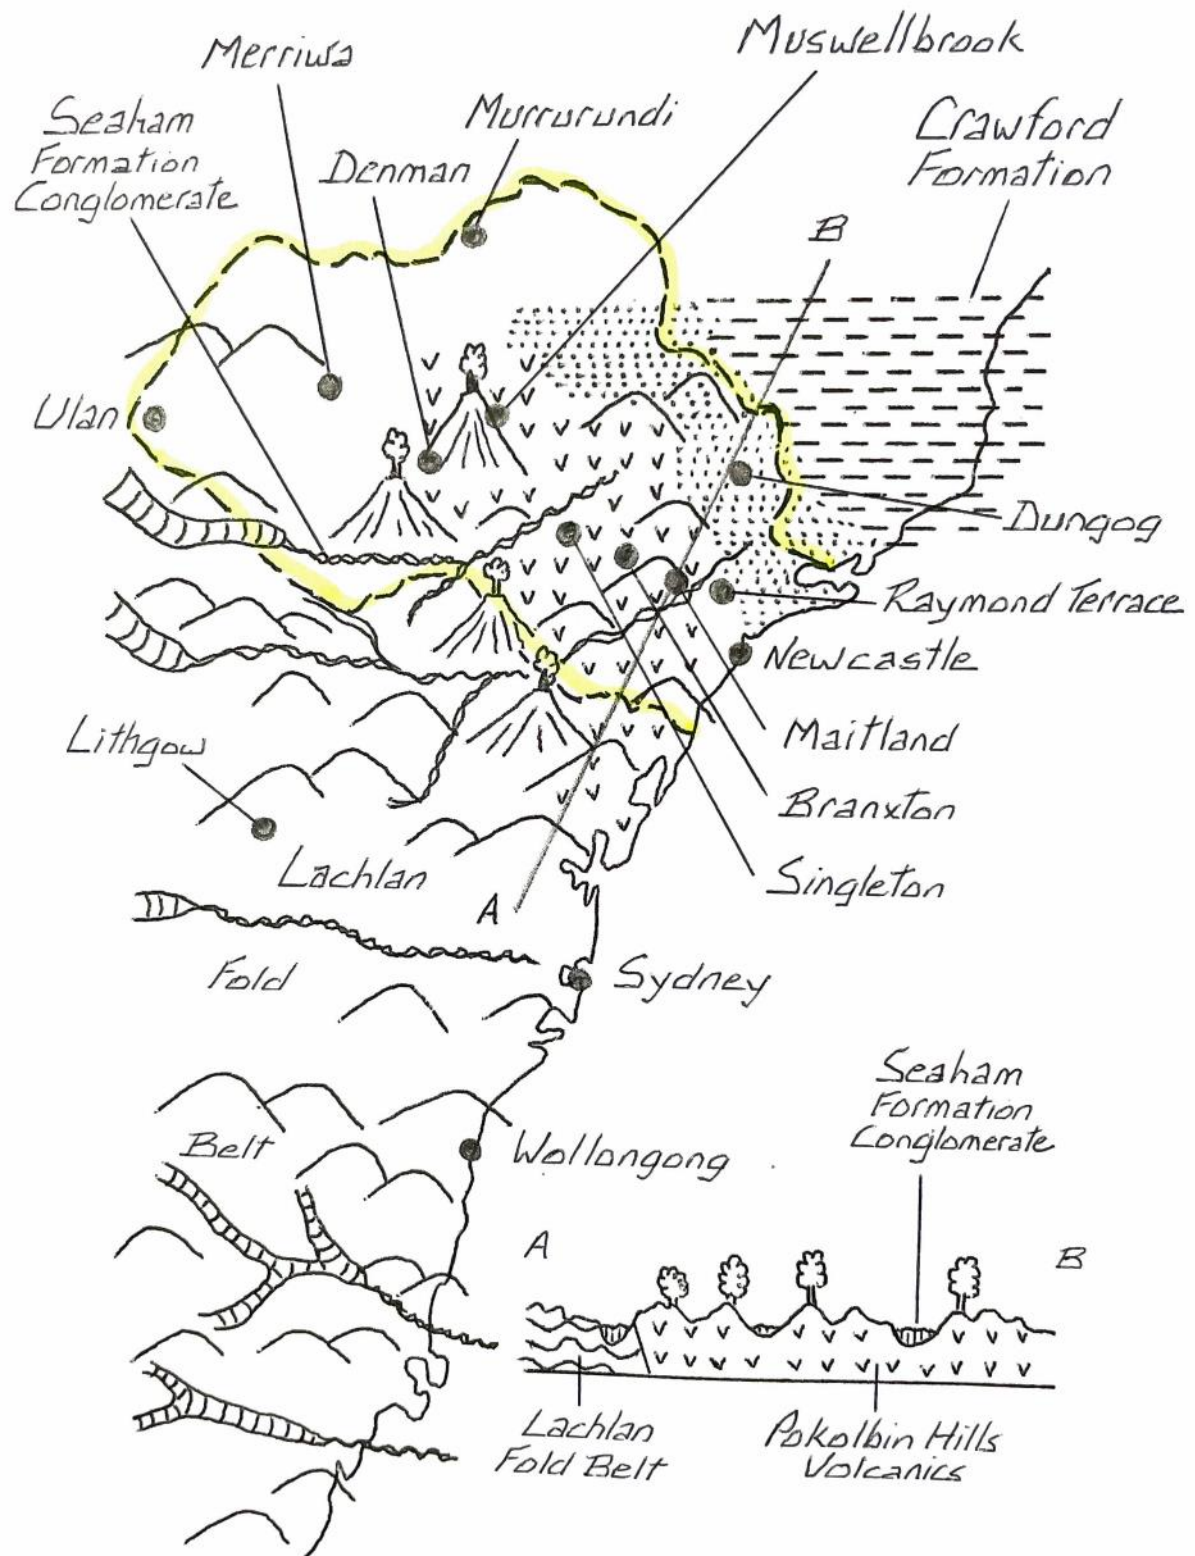 Merriwa
Muswellbrook
Seaham
Formation
Conglomerate
Murrurundi
Denman
Crawford
Formation
B
Ulan
Dungog
Raymond Terrace
Newcastle
Maitland
Lithgow
Branxton
Singleton
Lachlan
A
Fold
Sydney
Belt
Wollongong
Seaham
Formation
Conglomerate
A
B
Lachlan
Fold Belt
Pokolbin Hills
Volcanics